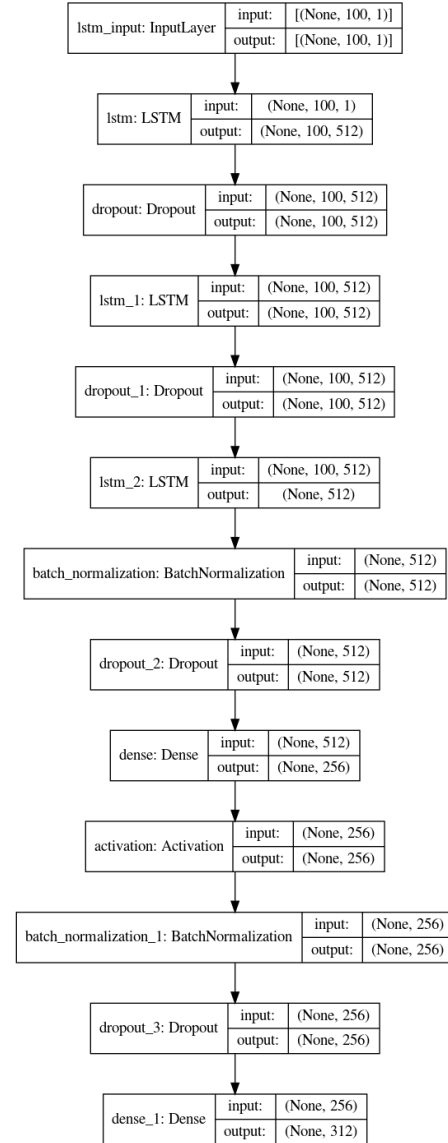 lstm_input: InputLayer input: [(None, 100, 1)]
output: [(None, 100, 1)]
lstm: LSTM input: (None, 100, 1)
output: (None, 100, 512)
dropout: Dropout input: (None, 100, 512)
output: (None, 100, 512)
lstm_1: LSTM input: (None, 100, 512)
output: (None, 100, 512)
dropout_1: Dropout input: (None, 100, 512)
output: (None, 100, 512)
lstm_2: LSTM input: (None, 100, 512)
output: (None, 512)
batch_normalization: BatchNormalization input: (None, 512)
output: (None, 512)
dropout_2: Dropout input: (None, 512)
output: (None, 512)
dense: Dense input: (None, 512)
output: (None, 256)
activation: Activation input: (None, 256)
output: (None, 256)
batch_normalization_1: BatchNormalization input: (None, 256)
output: (None, 256)
dropout_3: Dropout input: (None, 256)
output: (None, 256)
dense_1: Dense input: (None, 256)
output: (None, 312)